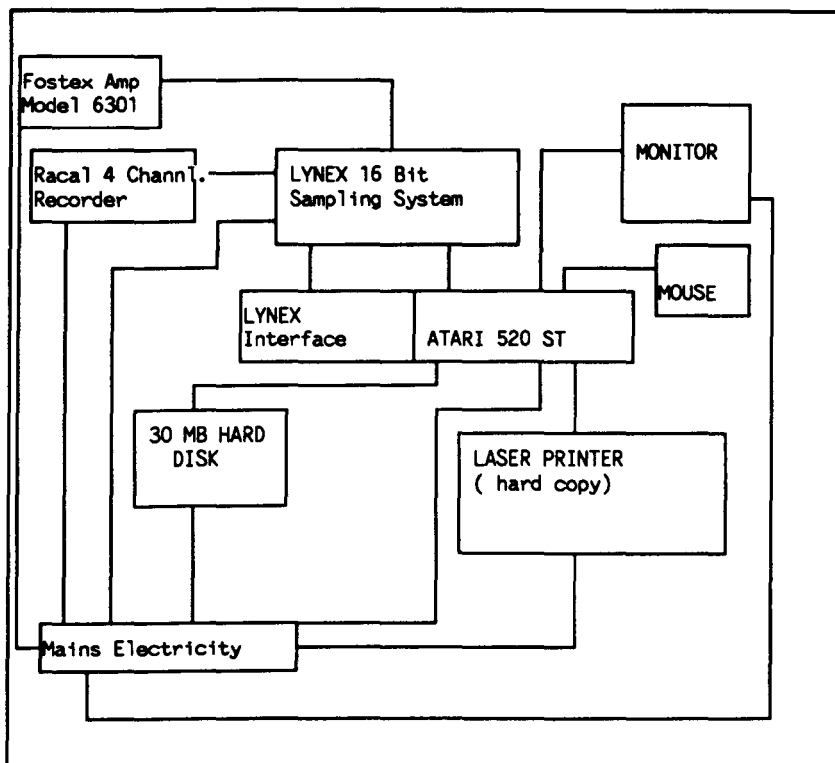 Fostex Amp
Model 6301
Racal 4 Channl.
Recorder
LYNEX 16 Bit
Sampling System
MONITOR
MOUSE
LYNEX
Interface
ATARI 520 ST
30 MB HARD
DISK
LASER PRINTER
( hard copy)
Mains Electricity